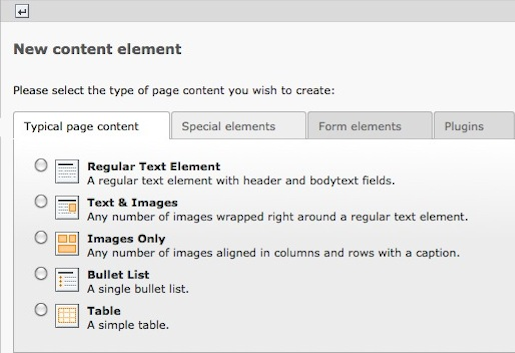 New content element
Please select the type of page content you wish to create:
Typical page content
Special elements
Form elements
Plugins
Regular Text Element
A regular text element with header and bodytext fields.
Text & Images
Any number of images wrapped right around a regular text element.
Images Only
Any number of images aligned in columns and rows with a caption.
Bullet List
A single bullet list.
Table
A simple table.